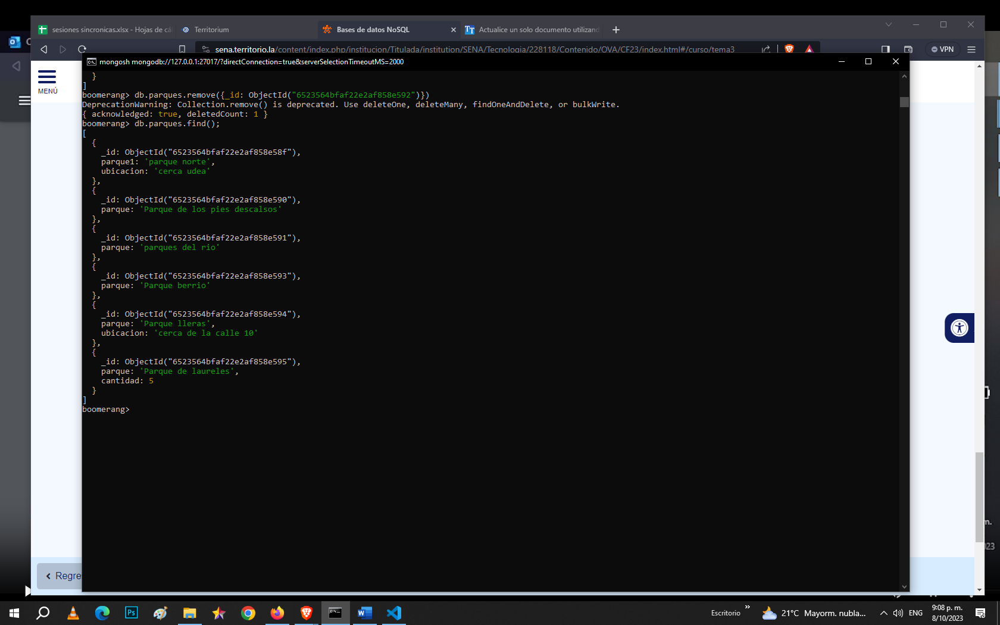 sesiones sincronicas.xlsx - Hojas de cál
Territorium
Bases de datos NoSQL
Actualice un solo documento utilizand
sena.territorio.la/content/index.php/institucion/Titulada/institution/SENA/Tecnologia/228118/Contenido/OVA/CF23/index.html#/curso/tema3
VPN
mongosh mongodb://127.0.0.1:27017/?directConnection=true&serverSelectionTimeoutMS=2000
MENÚ
}
]
boomerang> db.parques.remove({_id: ObjectId("6523564bfaf22e2af858e592")})
DeprecationWarning: Collection.remove() is deprecated. Use deleteOne, deleteMany, findOneAndDelete, or bulkWrite.
{ acknowledged: true, deletedCount: 1 }
boomerang> db.parques.find();
[
{
_id: ObjectId("6523564bfaf22e2af858e58f"),
parque1: 'parque norte',
ubicacion: 'cerca udea'
},
{
_id: ObjectId("6523564bfaf22e2af858e590"),
parque: 'Parque de los pies descalsos'
},
{
_id: ObjectId("6523564bfaf22e2af858e591"),
parque: 'parques del rio'
},
{
_id: ObjectId("6523564bfaf22e2af858e593"),
parque: 'Parque berrio'
},
{
_id: ObjectId("6523564bfaf22e2af858e594"),
parque: 'Parque lleras',
ubicacion: 'cerca de la calle 10'
},
{
_id: ObjectId("6523564bfaf22e2af858e595"),
parque: 'Parque de laureles',
cantidad: 5
}
]
boomerang>
m.
023
Regre
Escritorio
21°C Mayorm. nubla...
ENG
9:08 p. m.
8/10/2023